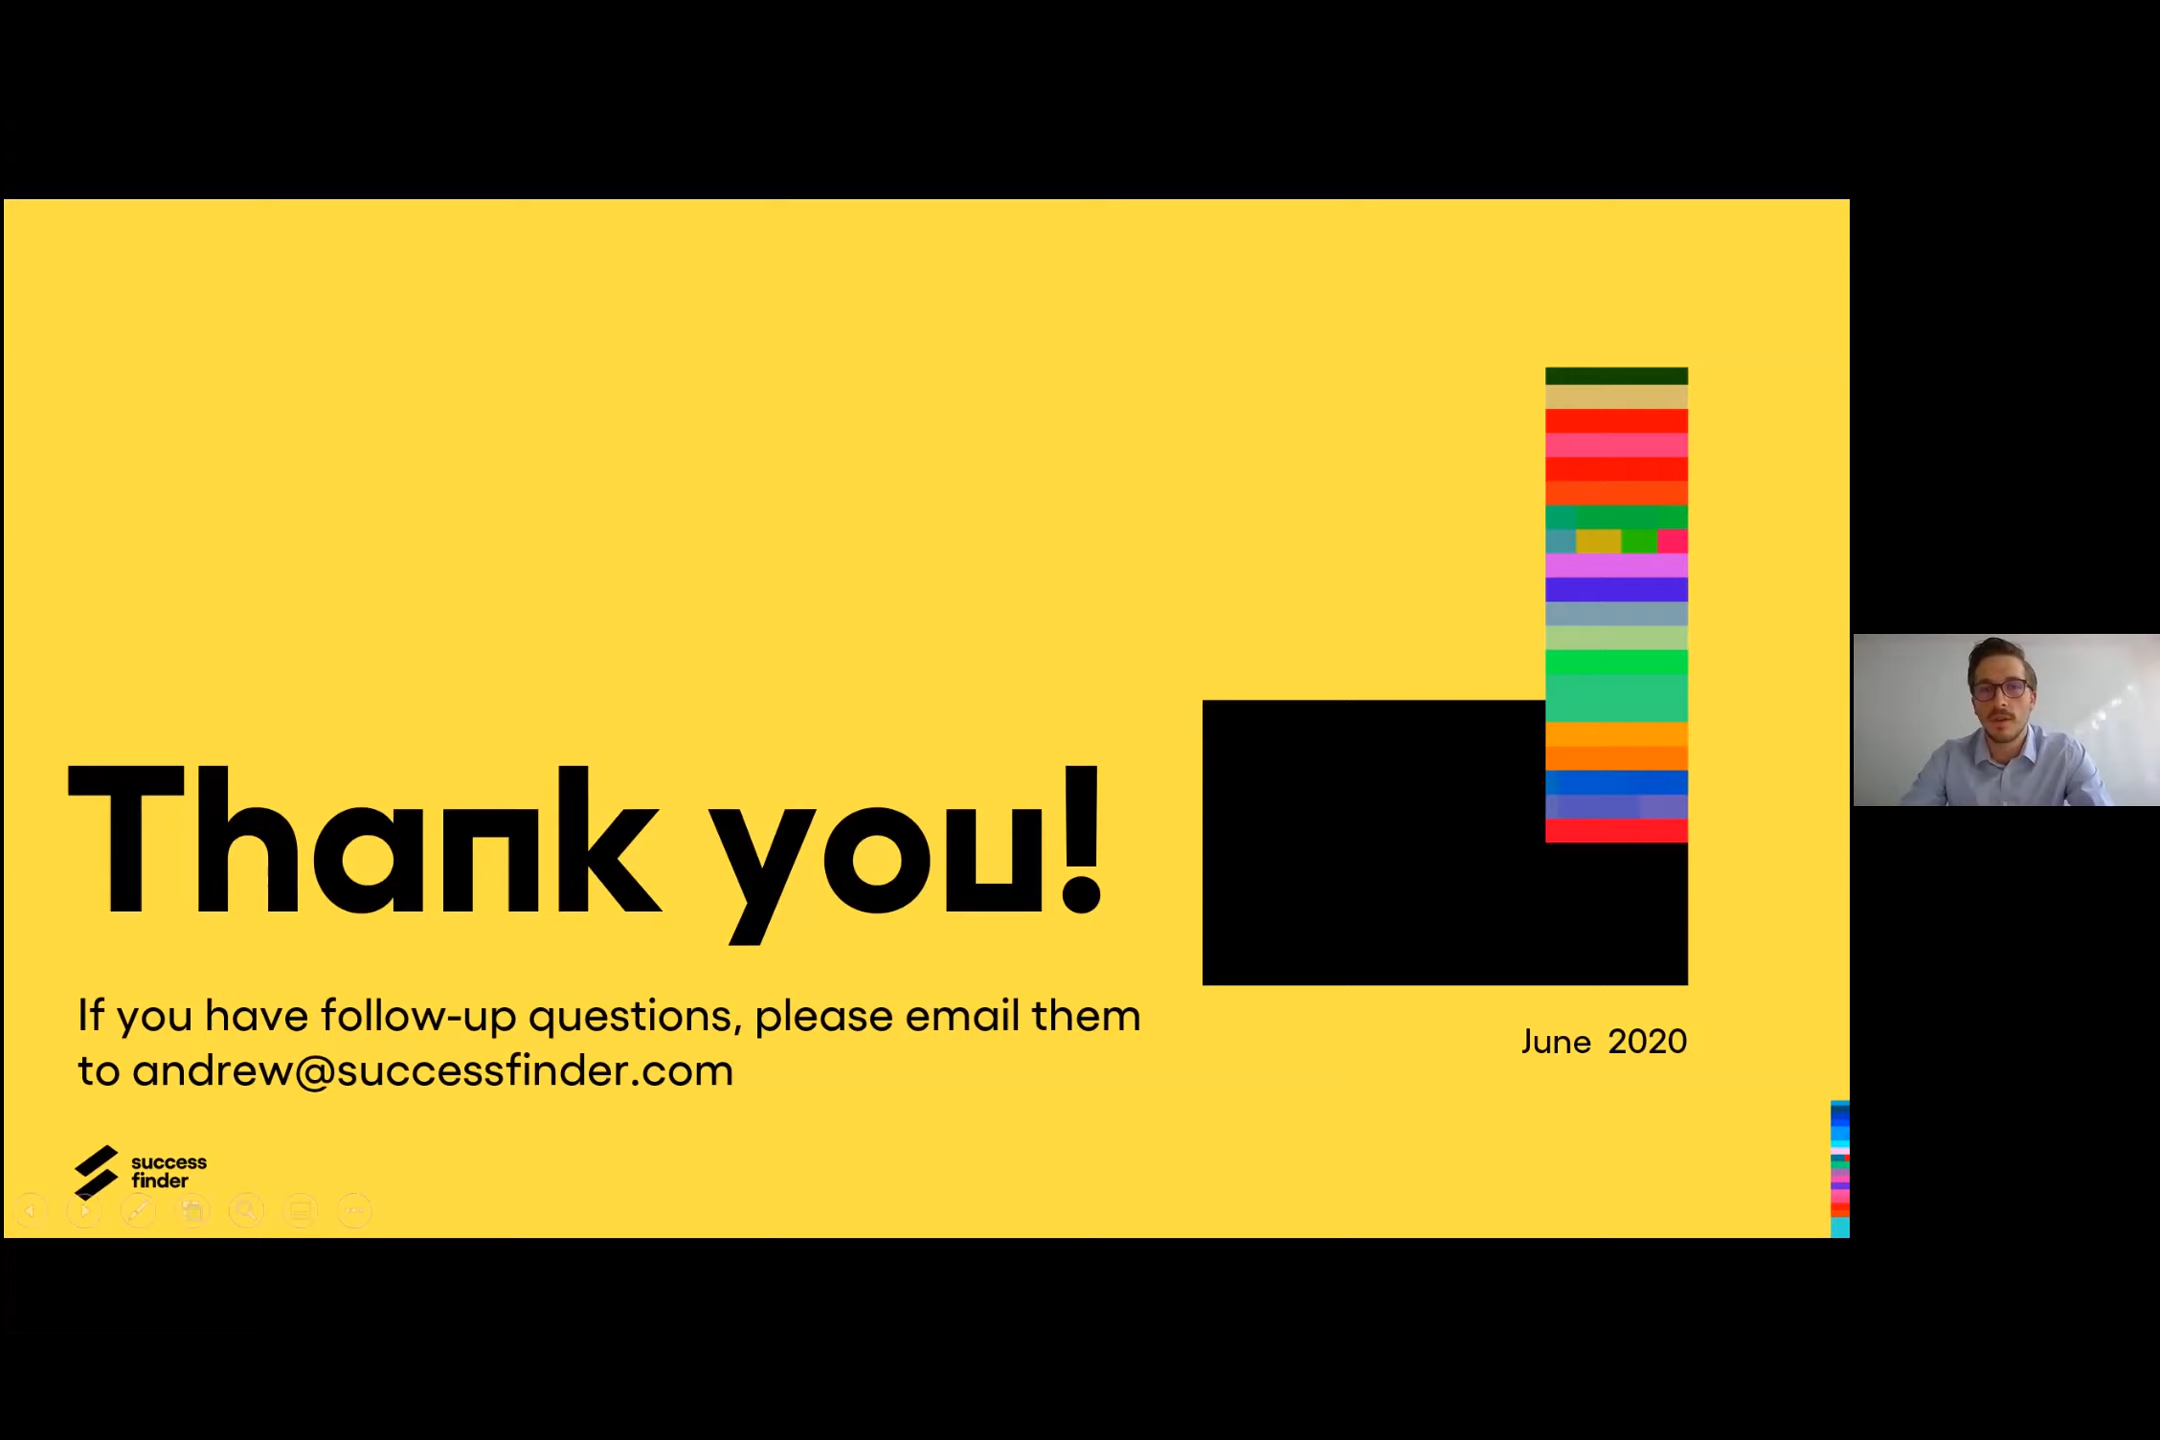 Thank you!
If you have follow-up questions, please email them
to andrew@successfinder.com
June 2020
success
finder